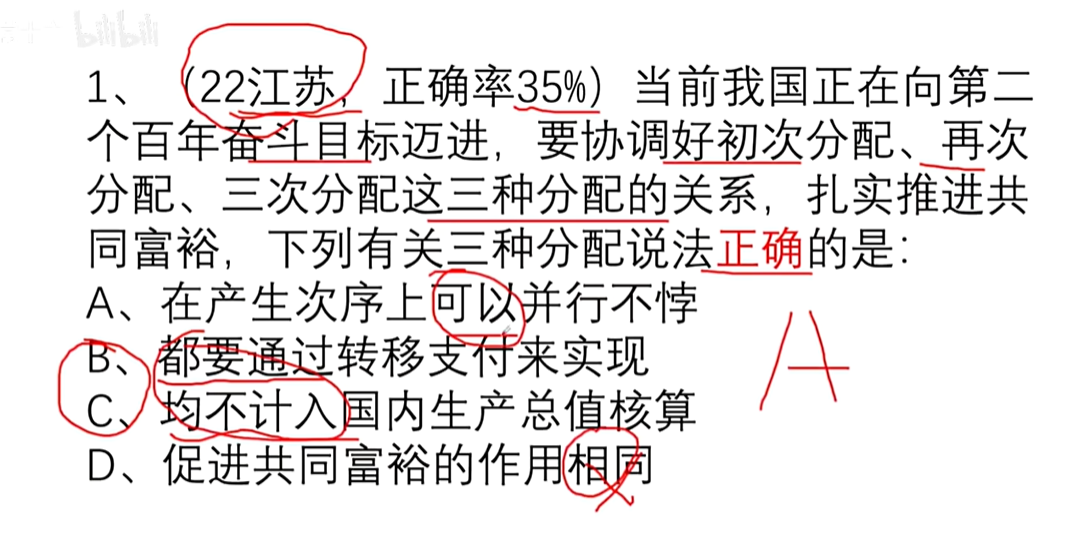 bilibili
1、(22江苏，正确率35%）当前我国正在向第二
个百年奋斗目标迈进，要协调好初次分配、再次
分配、三次分配这三种分配的关系，扎实推进共
同富裕，下列有关三种分配说法正确的是：
A、在产生次序上可以并行不悖
B、都要通过转移支付来实现
C、均不计入国内生产总值核算
D、促进共同富裕的作用相同
A